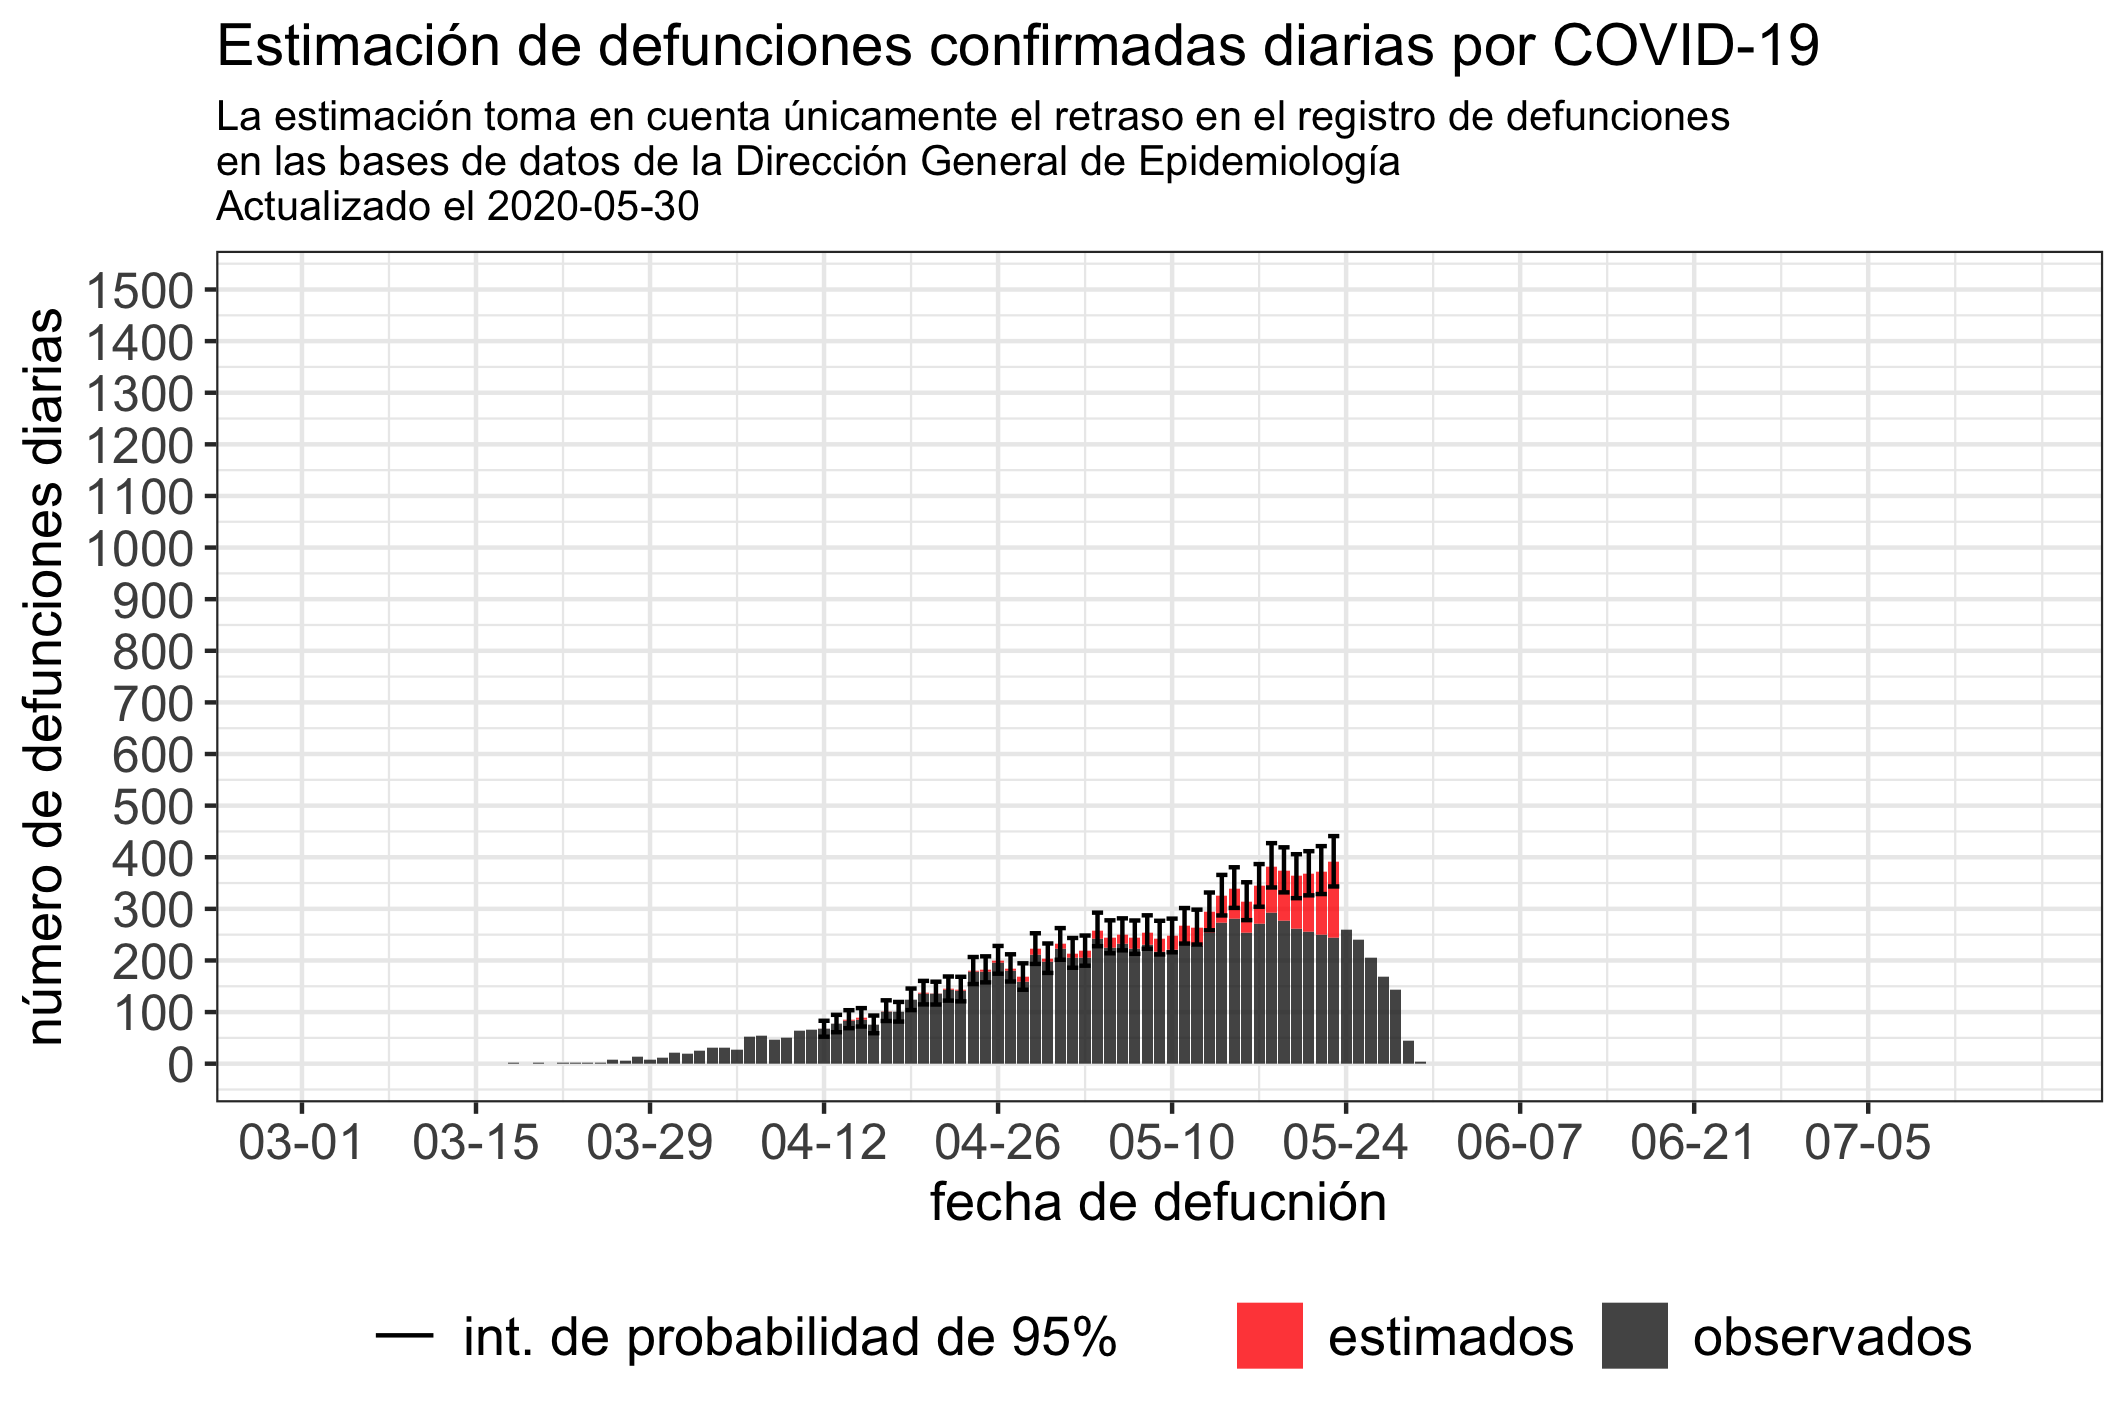 Estimación de defunciones confirmadas diarias por COVID-19
La estimación toma en cuenta únicamente el retraso en el registro de defunciones
en las bases de datos de la Dirección General de Epidemiología
Actualizado el 2020-05-30
número de defunciones diarias
1500
1400
1300
1200
1100
1000
900
800
700
600
500
400
300
200
100
0
03-01 03-15 03-29 04-12 04-26 05-10 05-24 06-07 06-21 07-05
fecha de defucnión
int. de probabilidad de 95% estimados observados